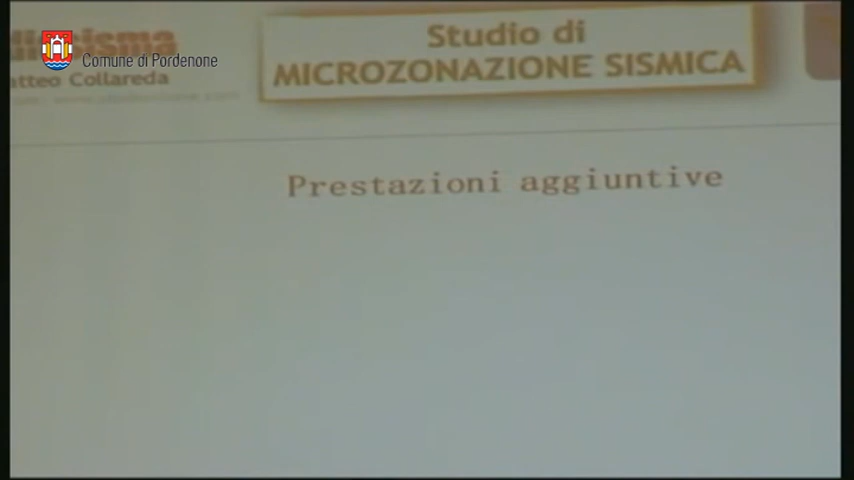 Studio di
MICROZONAZIONE SISMICA
Comune di Pordenone
atteo Collareda
Prestazioni aggiuntive